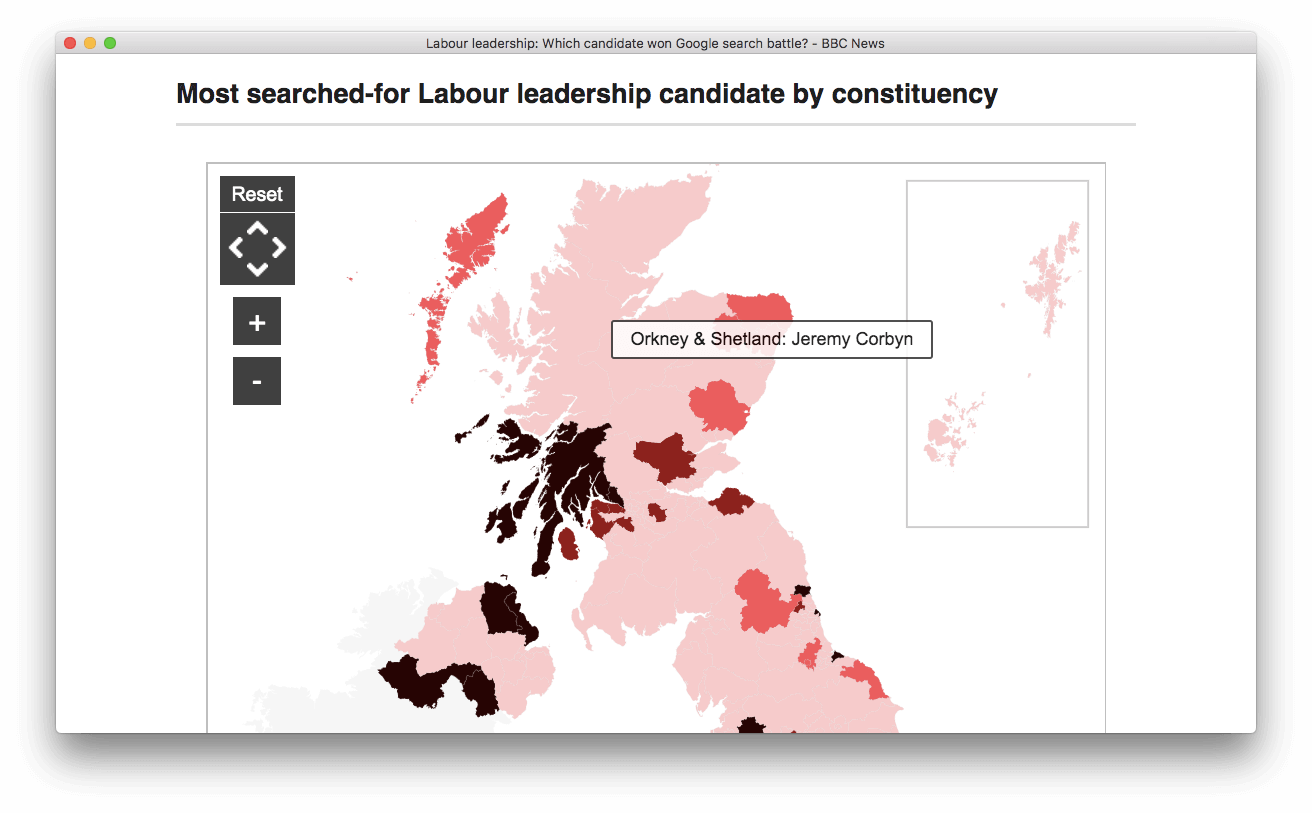 Labour leadership: Which candidate won Google search battle? - BBC News
Most searched-for Labour leadership candidate by constituency
Reset
+
-
Orkney & Shetland: Jeremy Corbyn